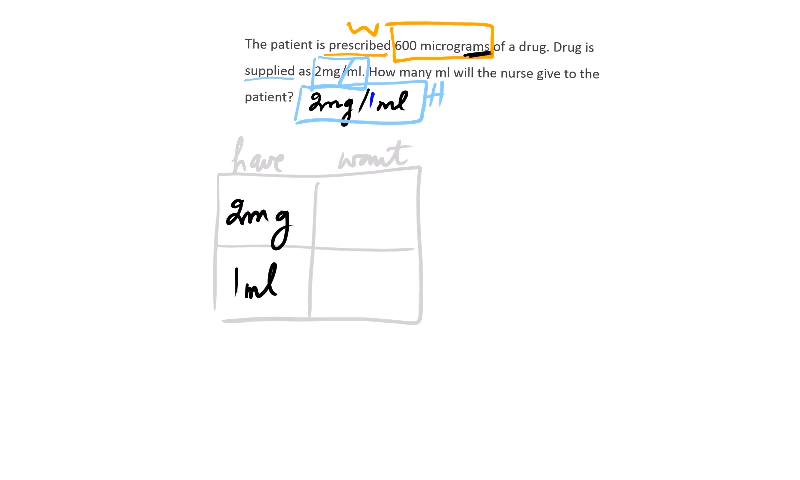 W
The patient is prescribed 600 micrograms of a drug. Drug is
supplied as 2mg/ml. How many ml will the nurse give to the
patient? 2mg/1ml H
have want
2mg
1ml